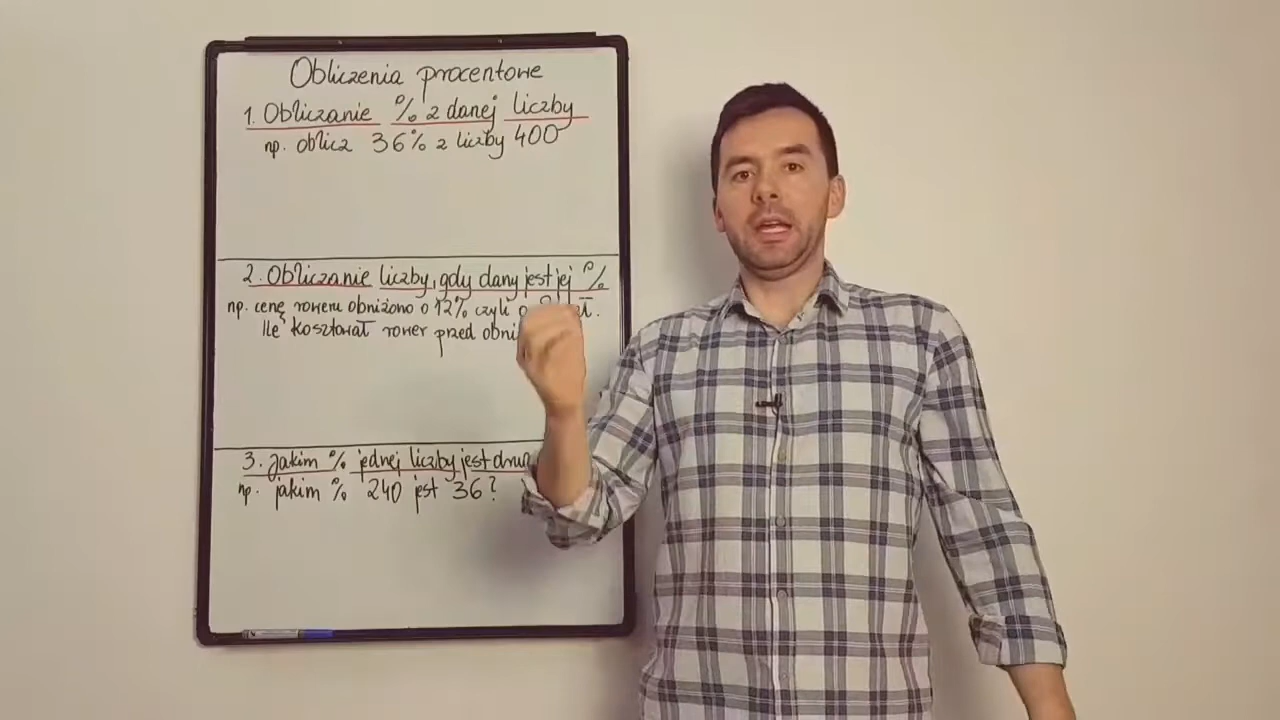 Obliczenia procentowe
1. Obliczanie % z danej liczby
np. oblicz 36% z liczby 400
2. Obliczanie liczby, gdy dany jest jej %
np. cenę roweru obniżono o 12% czyli o zł.
Ile kosztował rower przed
3. Jakim % jednej liczby jest
np. jakim % 240 jest 36?